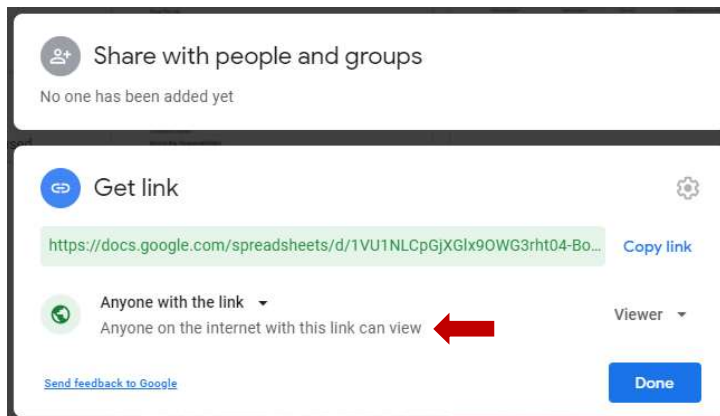 Share with people and groups
No one has been added yet
Get link
https://docs.google.com/spreadsheets/d/1VU1NLCpGjXGlx9OWG3rht04-Bo...
Copy link
Anyone with the link
Anyone on the internet with this link can view
Viewer
Send feedback to Google
Done